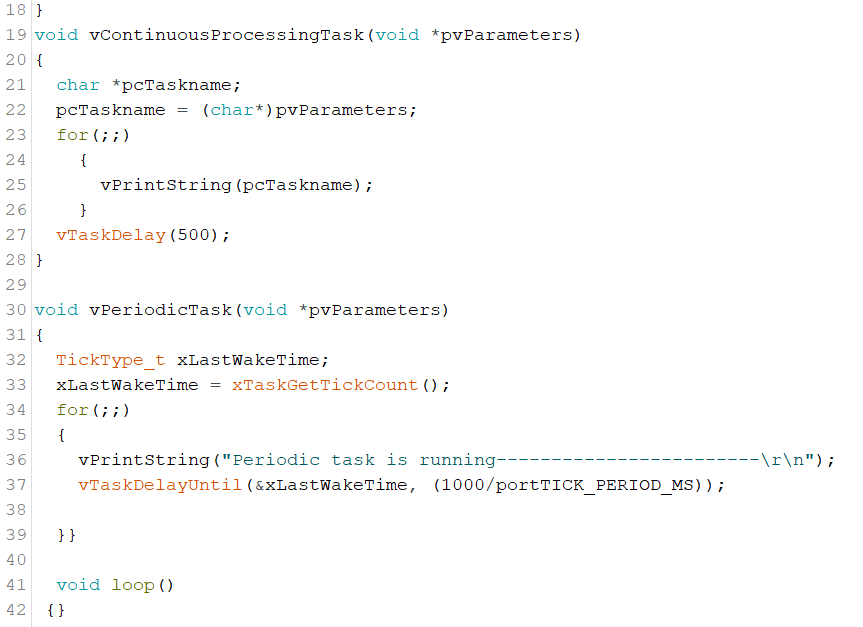 18 }
19 void vContinuousProcessingTask(void *pvParameters)
20 {
21   char *pcTaskname;
22   pcTaskname = (char*)pvParameters;
23   for(;;)
24     {
25       vPrintString(pcTaskname);
26     }
27   vTaskDelay(500);
28 }
29
30 void vPeriodicTask(void *pvParameters)
31 {
32   TickType_t xLastWakeTime;
33   xLastWakeTime = xTaskGetTickCount();
34   for(;;)
35   {
36     vPrintString("Periodic task is running------------------------\r\n");
37     vTaskDelayUntil(&xLastWakeTime, (1000/portTICK_PERIOD_MS));
38
39   }}
40
41   void loop()
42  {}